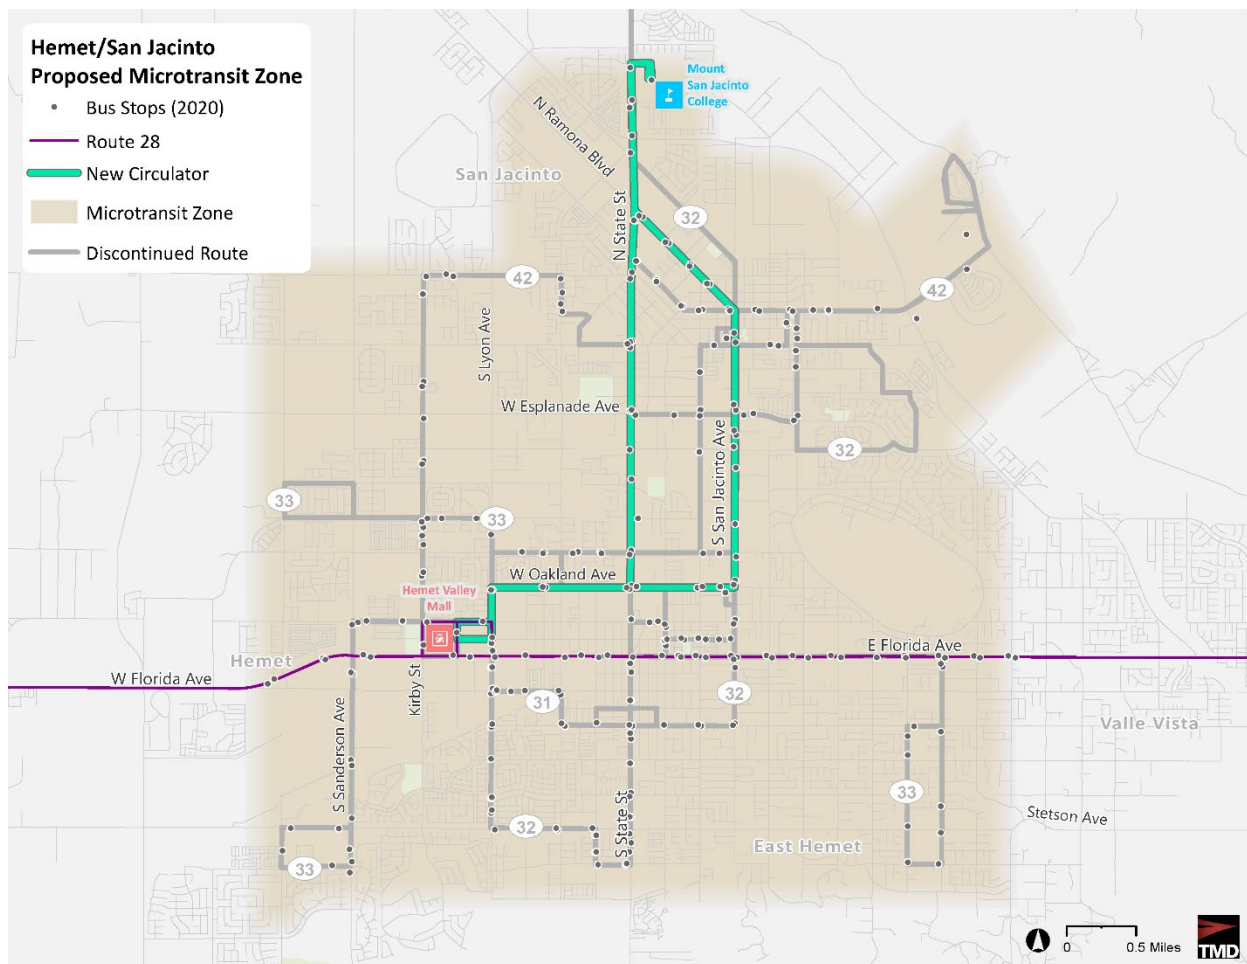 Hemet/San Jacinto
Proposed Microtransit Zone
Bus Stops (2020)
Route 28
New Circulator
Microtransit Zone
Discontinued Route
Mount
San Jacinto
College
N Ramona Blvd
San Jacinto
N State St
32
42
42
S Lyon Ave
W Esplanade Ave
S San Jacinto Ave
32
33
33
W Oakland Ave
Hemet Valley
Mall
E Florida Ave
Hemet
W Florida Ave
Kirby St
31
32
Valle Vista
S Sanderson Ave
33
S State St
32
Stetson Ave
East Hemet
33
0
0.5 Miles
TMD